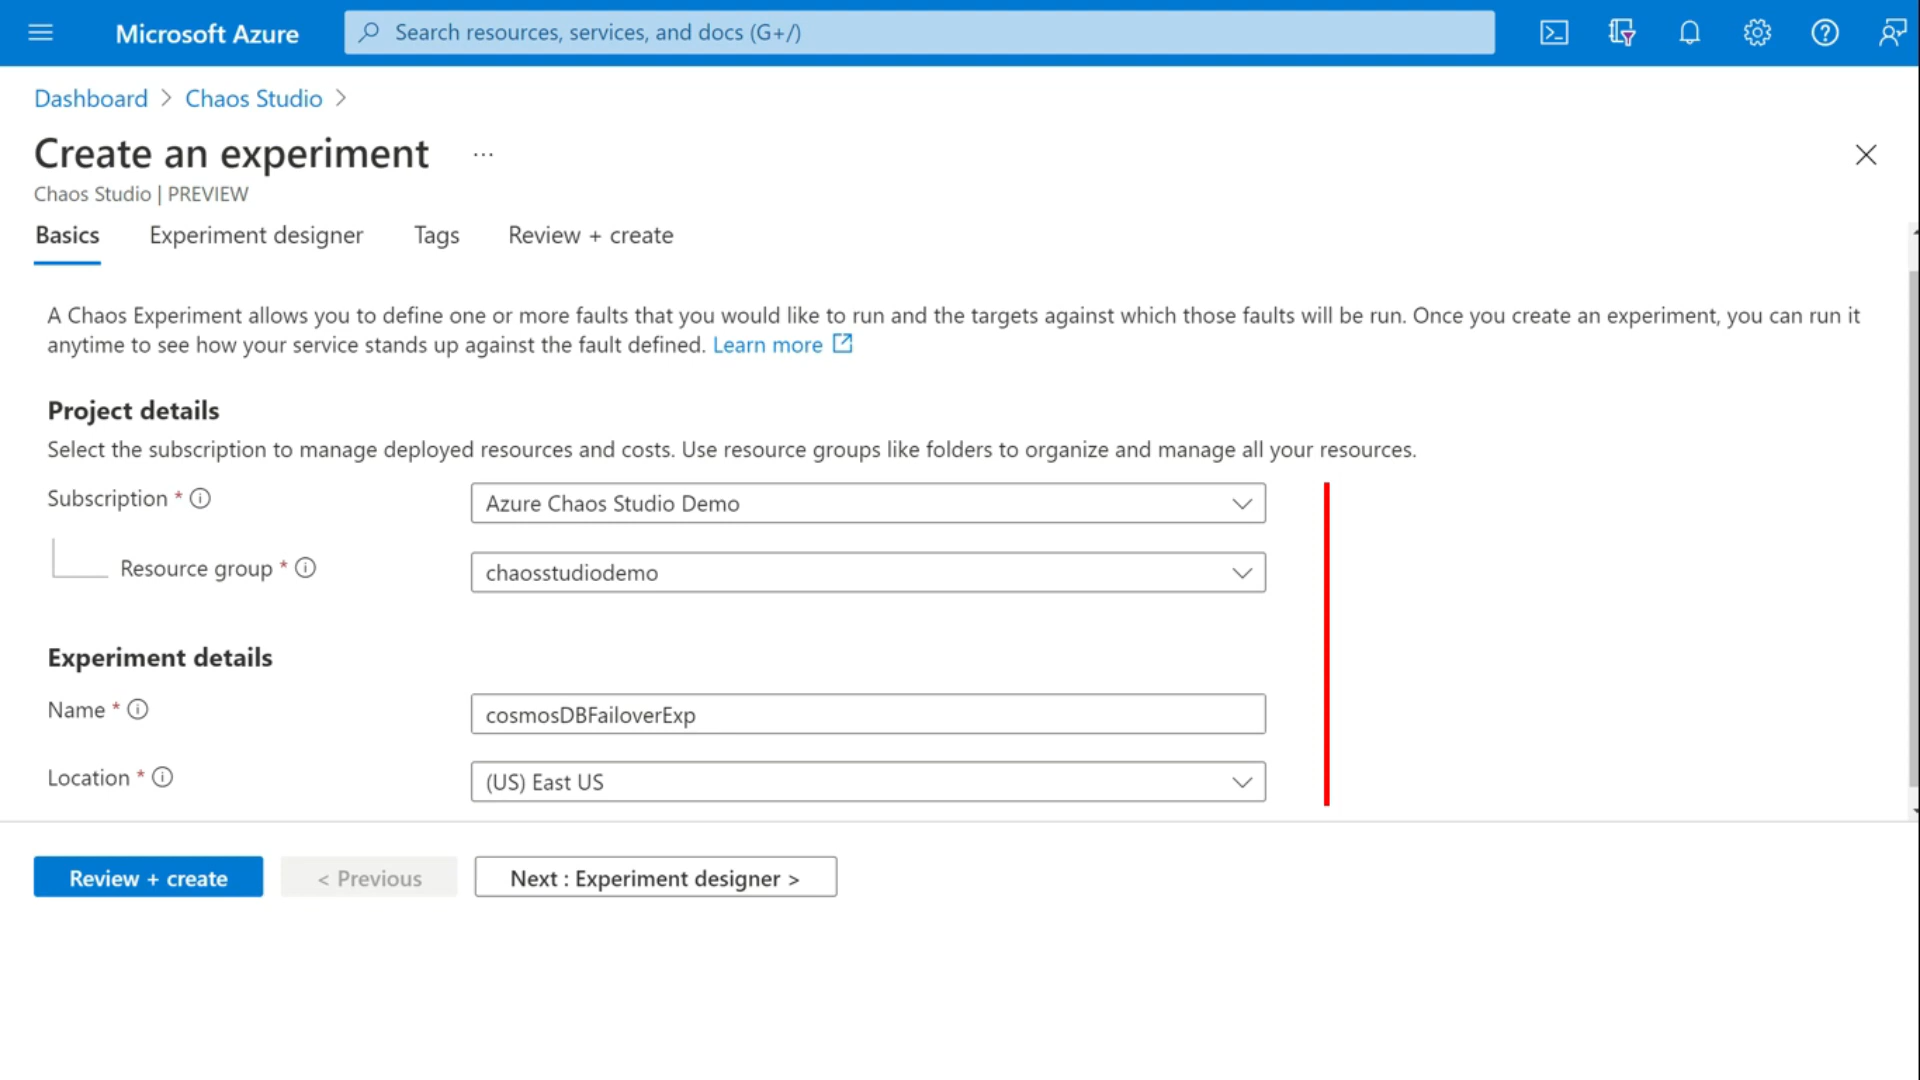 Microsoft Azure
Search resources, services, and docs (G+/)
Dashboard > Chaos Studio >
Create an experiment ...
Chaos Studio | PREVIEW
Basics Experiment designer Tags Review + create
A Chaos Experiment allows you to define one or more faults that you would like to run and the targets against which those faults will be run. Once you create an experiment, you can run it
anytime to see how your service stands up against the fault defined. Learn more
Project details
Select the subscription to manage deployed resources and costs. Use resource groups like folders to organize and manage all your resources.
Subscription * Azure Chaos Studio Demo
Resource group * chaosstudiodemo
Experiment details
Name * cosmosDBFailoverExp
Location * (US) East US
Review + create < Previous Next : Experiment designer >